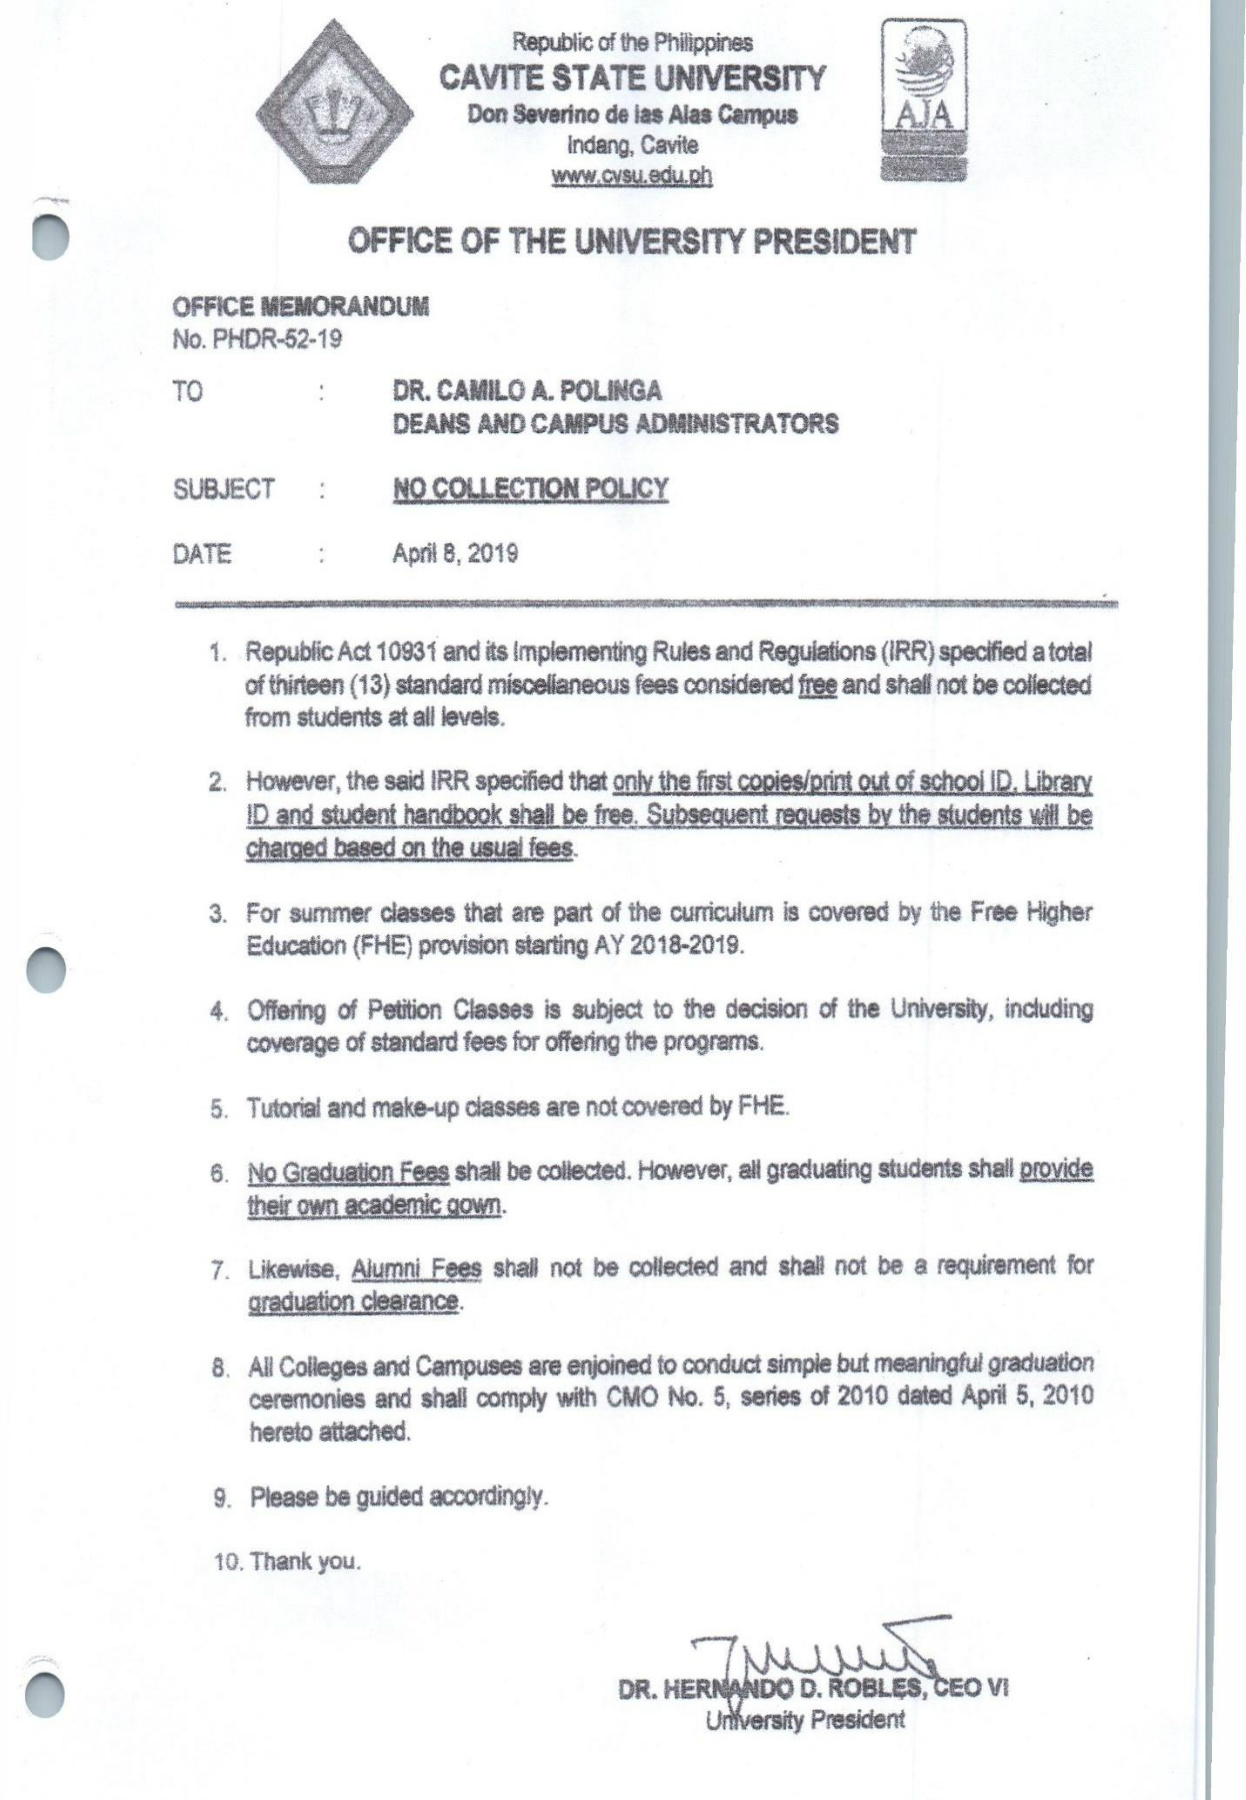 Republic of the Philippines
CAVITE STATE UNIVERSITY
Don Severino de las Alas Campus
Indang, Cavite
www.cvsu.edu.ph
AJA
OFFICE OF THE UNIVERSITY PRESIDENT
OFFICE MEMORANDUM
No. PHDR-52-19
TO : DR. CAMILO A. POLINGA
DEANS AND CAMPUS ADMINISTRATORS
SUBJECT : NO COLLECTION POLICY
DATE : April 8, 2019
1. Republic Act 10931 and its Implementing Rules and Regulations (IRR) specified a total
of thirteen (13) standard miscellaneous fees considered free and shall not be collected
from students at all levels.
2. However, the said IRR specified that only the first copies/print out of school ID, Library
ID and student handbook shall be free. Subsequent requests by the students will be
charged based on the usual fees.
3. For summer classes that are part of the curriculum is covered by the Free Higher
Education (FHE) provision starting AY 2018-2019.
4. Offering of Petition Classes is subject to the decision of the University, including
coverage of standard fees for offering the programs.
5. Tutorial and make-up classes are not covered by FHE.
6. No Graduation Fees shall be collected. However, all graduating students shall provide
their own academic gown.
7. Likewise, Alumni Fees shall not be collected and shall not be a requirement for
graduation clearance.
8. All Colleges and Campuses are enjoined to conduct simple but meaningful graduation
ceremonies and shall comply with CMO No. 5, series of 2010 dated April 5, 2010
hereto attached.
9. Please be guided accordingly.
10. Thank you.
DR. HERNANDO D. ROBLES, CEO VI
University President